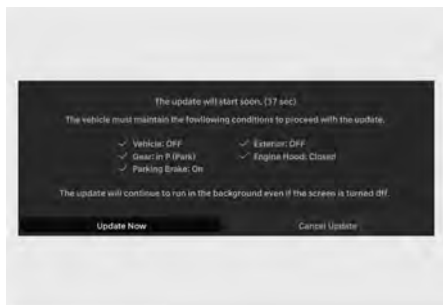 The update will start soon. (37 sec)
The vehicle must maintain the fowlliowing conditions to proceed with the update.
✓ Vehicle: OFF ✓ Exterior: OFF
✓ Gear: in P (Park) ✓ Engine Hood: Closed
✓ Parking Brake: On
The update will continue to run in the background even if the screen is turned off.
Update Now Cancel Update